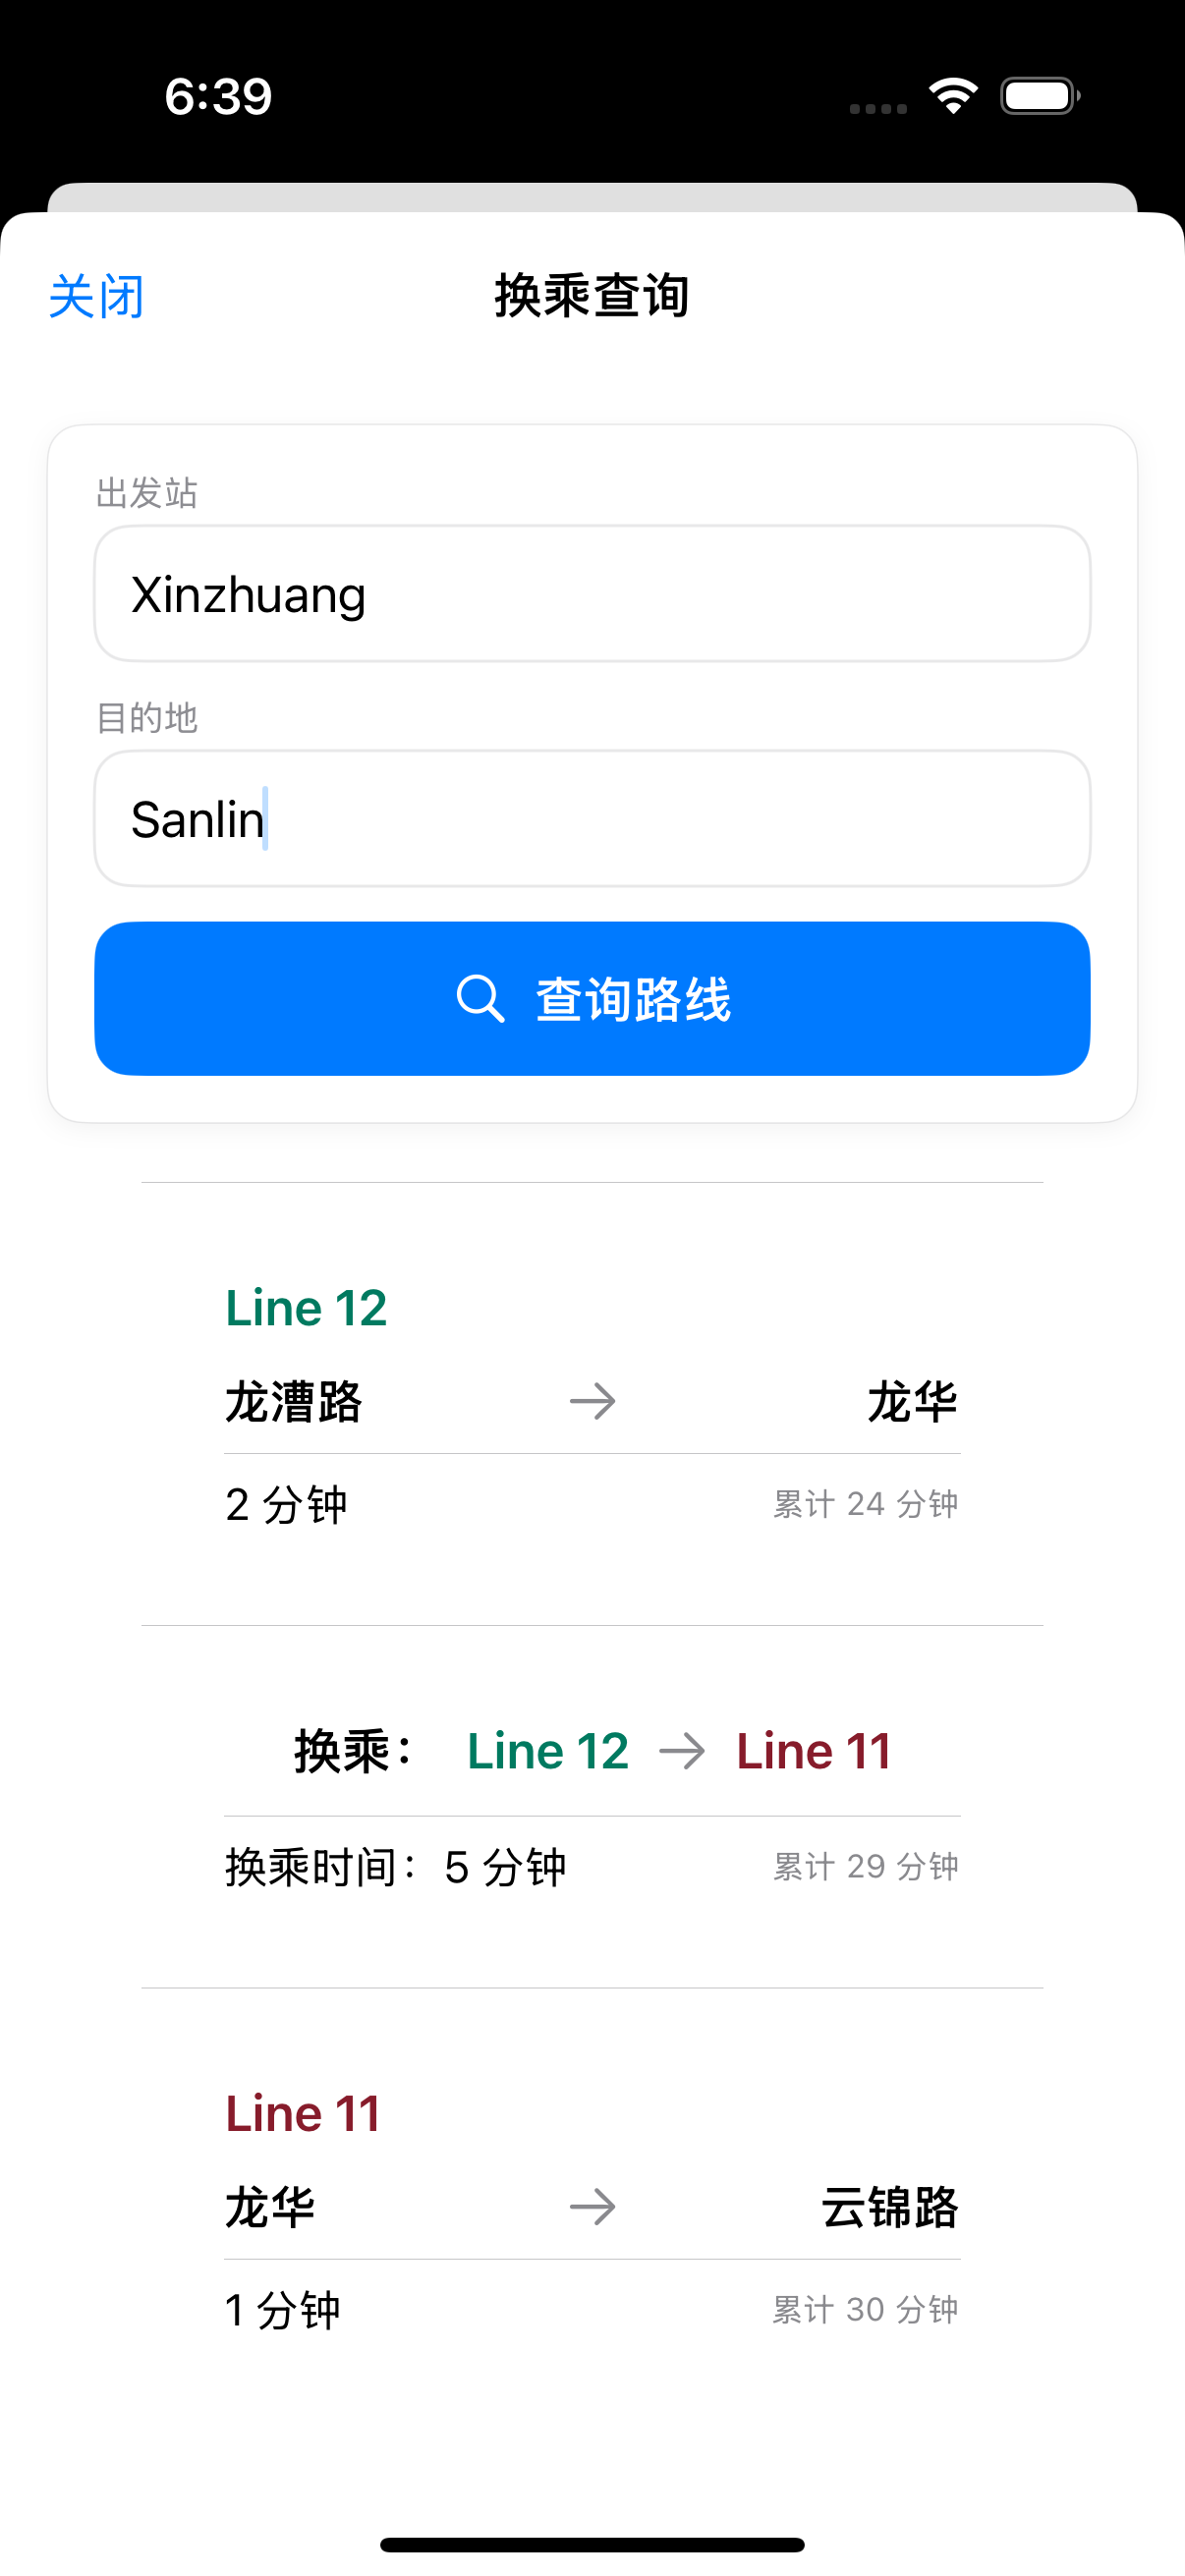 6:39
关闭 换乘查询
出发站
Xinzhuang
目的地
Sanlin
查询路线
Line 12
龙漕路 → 龙华
2 分钟 累计 24 分钟
换乘： Line 12 → Line 11
换乘时间：5 分钟 累计 29 分钟
Line 11
龙华 → 云锦路
1 分钟 累计 30 分钟